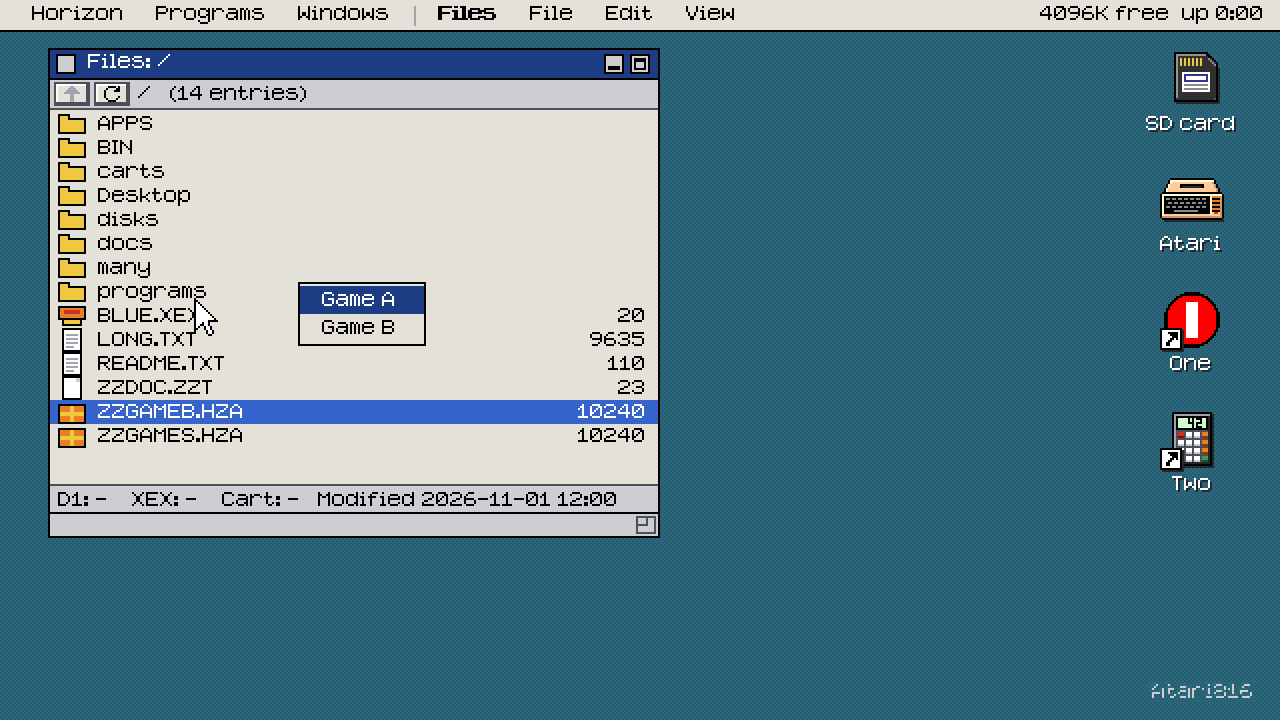 Horizon Programs Windows | Files File Edit View 4096K free up 0:00
Files: /
/ (14 entries)
APPS
BIN
carts
Desktop
disks
docs
many
programs
BLUE.XEX 20
LONG.TXT 9635
README.TXT 110
ZZDOC.ZZT 23
ZZGAMEB.HZA 10240
ZZGAMES.HZA 10240
D1: - XEX: - Cart: - Modified 2026-11-01 12:00
Game A
Game B
SD card
Atari
One
42
Two
Atari816